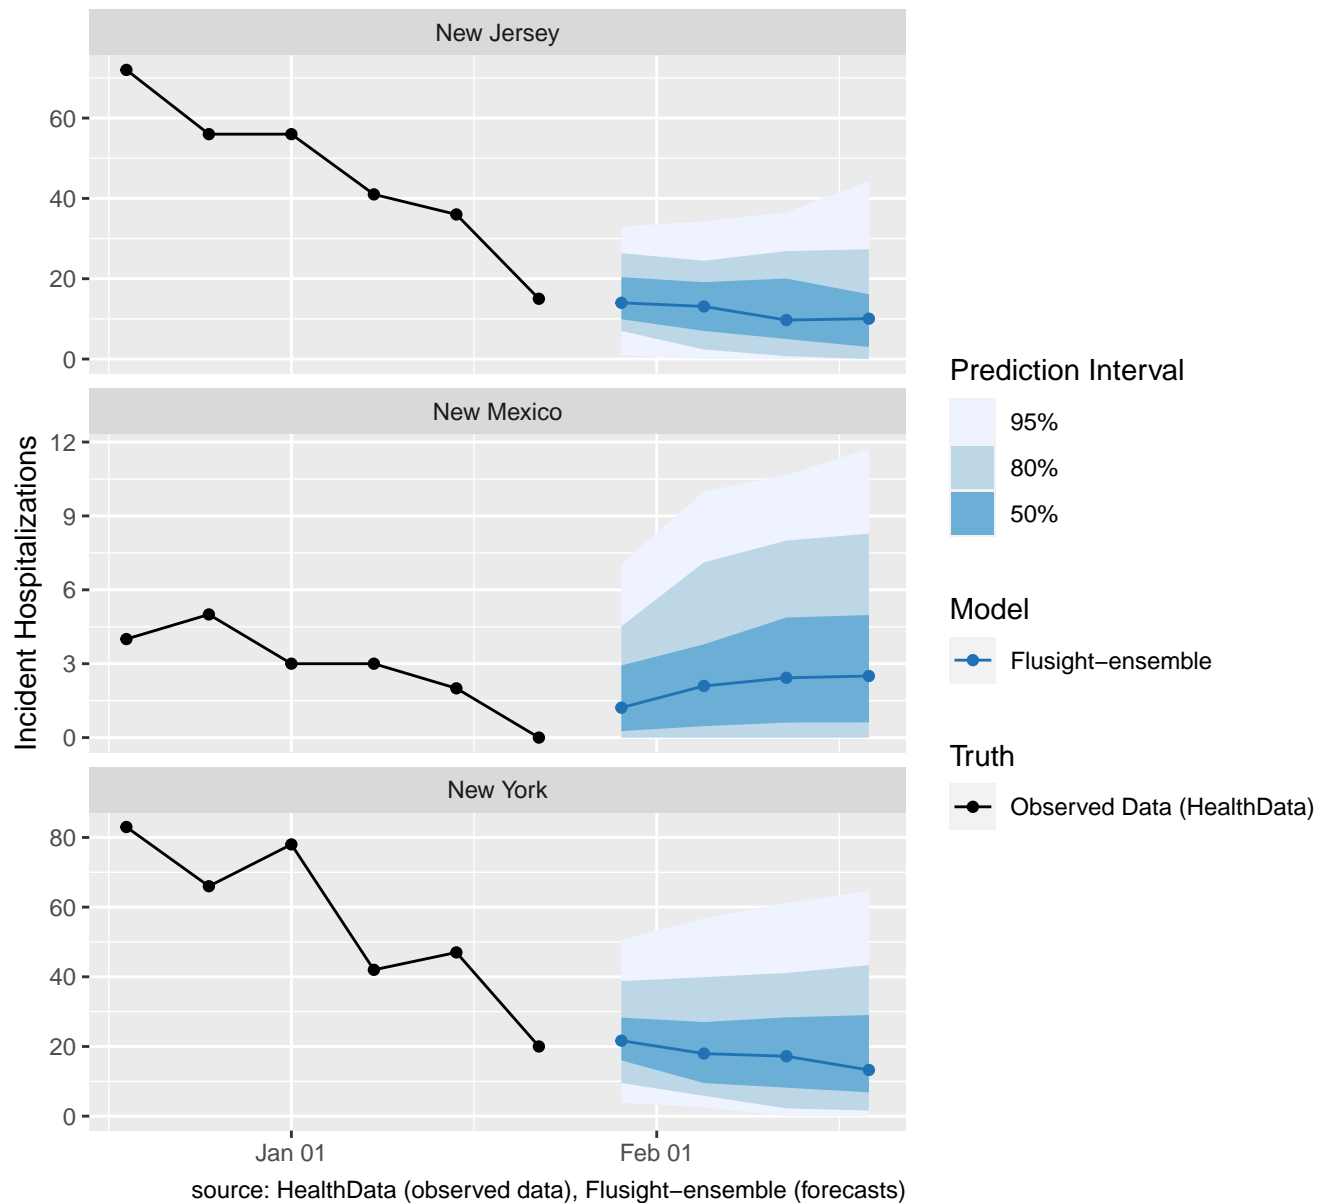 New Jersey
60
40
20
0
New Mexico
12
9
6
3
0
New York
80
60
40
20
0
Incident Hospitalizations
Jan 01
Feb 01
source: HealthData (observed data), Flusight−ensemble (forecasts)
Prediction Interval
95%
80%
50%
Model
Flusight−ensemble
Truth
Observed Data (HealthData)